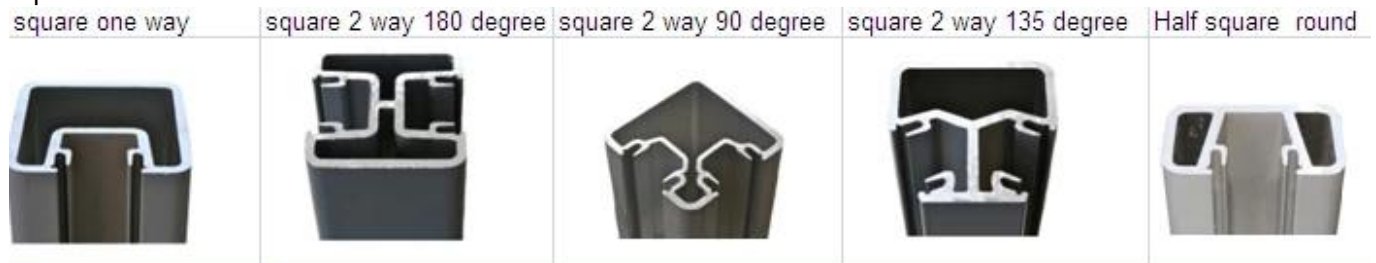 square one way
square 2 way 180 degree
square 2 way 90 degree
square 2 way 135 degree
Half square round